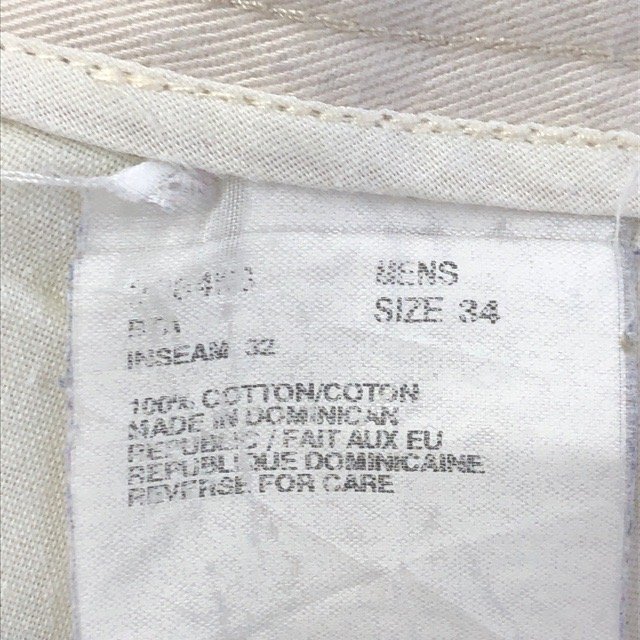 MENS
SIZE 34
INSEAM 32
100% COTTON/COTON
MADE IN DOMINICAN
REPUBLIC/FAIT AUX EU
REPUBLIQUE DOMINICAINE
REVERSE FOR CARE